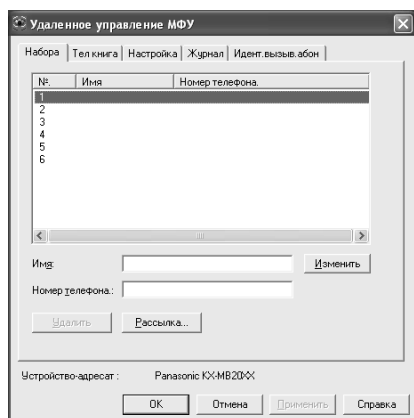 Удаленное управление МФУ
Набора Тел книга Настройка Журнал Идент.вызыв.абон
№. Имя Номер телефона.
1
2
3
4
5
6
Имя: Изменить
Номер телефона.:
Удалить Рассылка...
Устройство-адресат : Panasonic KX-MB20XX
OK Отмена Применить Справка